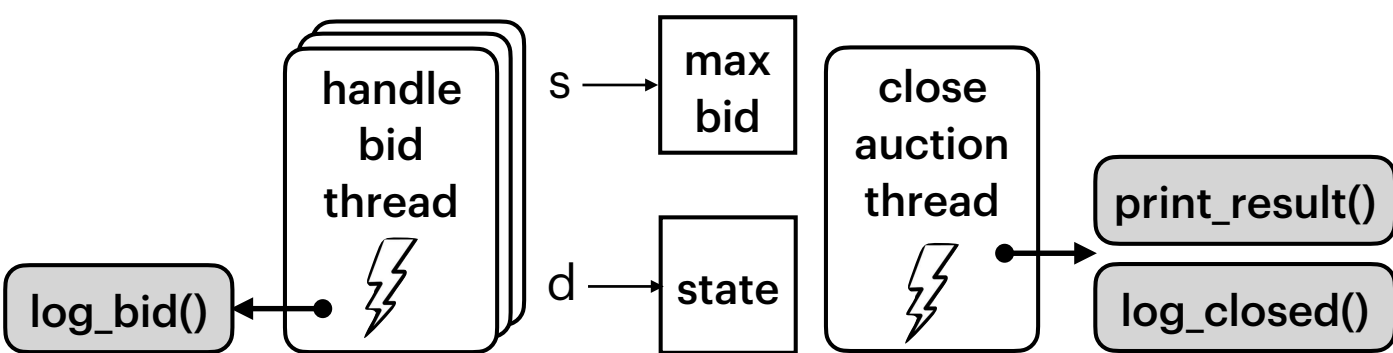 handle
bid
thread
log_bid()
s
max
bid
d
state
close
auction
thread
print_result()
log_closed()